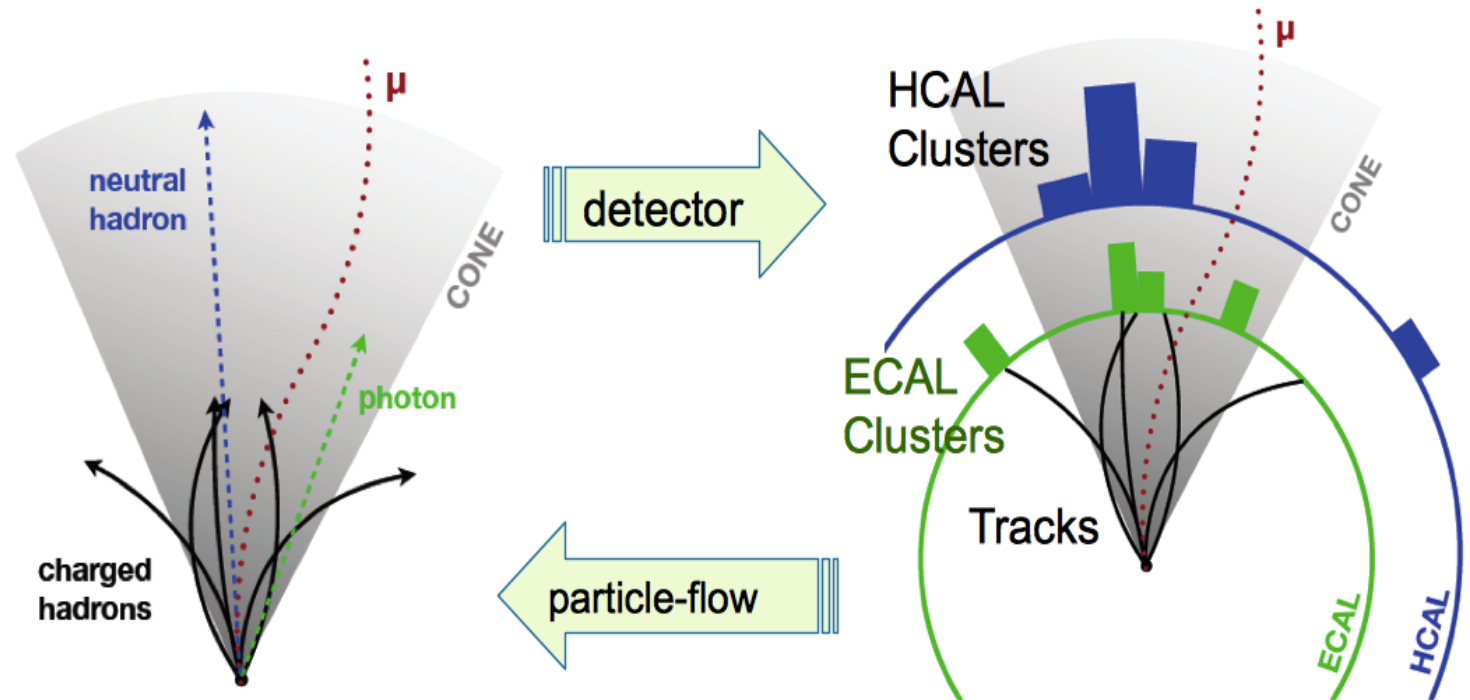 μ
neutral
hadron
CONE
photon
charged
hadrons
detector
particle-flow
μ
HCAL
Clusters
CONE
ECAL
Clusters
Tracks
ECAL
HCAL